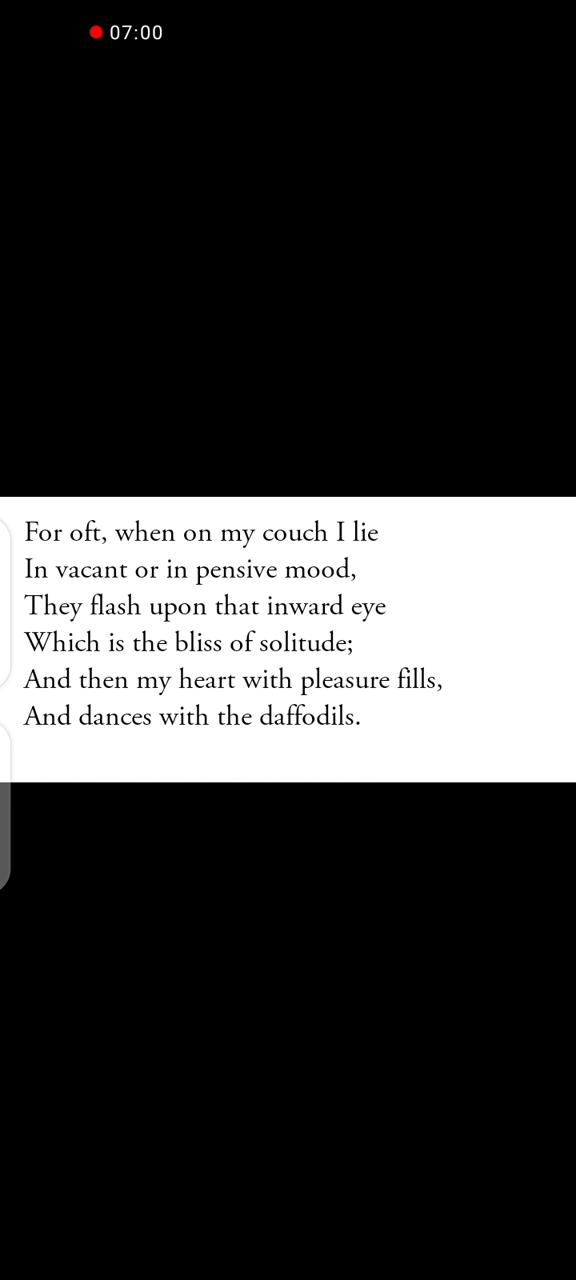 07:00
For oft, when on my couch I lie
In vacant or in pensive mood,
They flash upon that inward eye
Which is the bliss of solitude;
And then my heart with pleasure fills,
And dances with the daffodils.